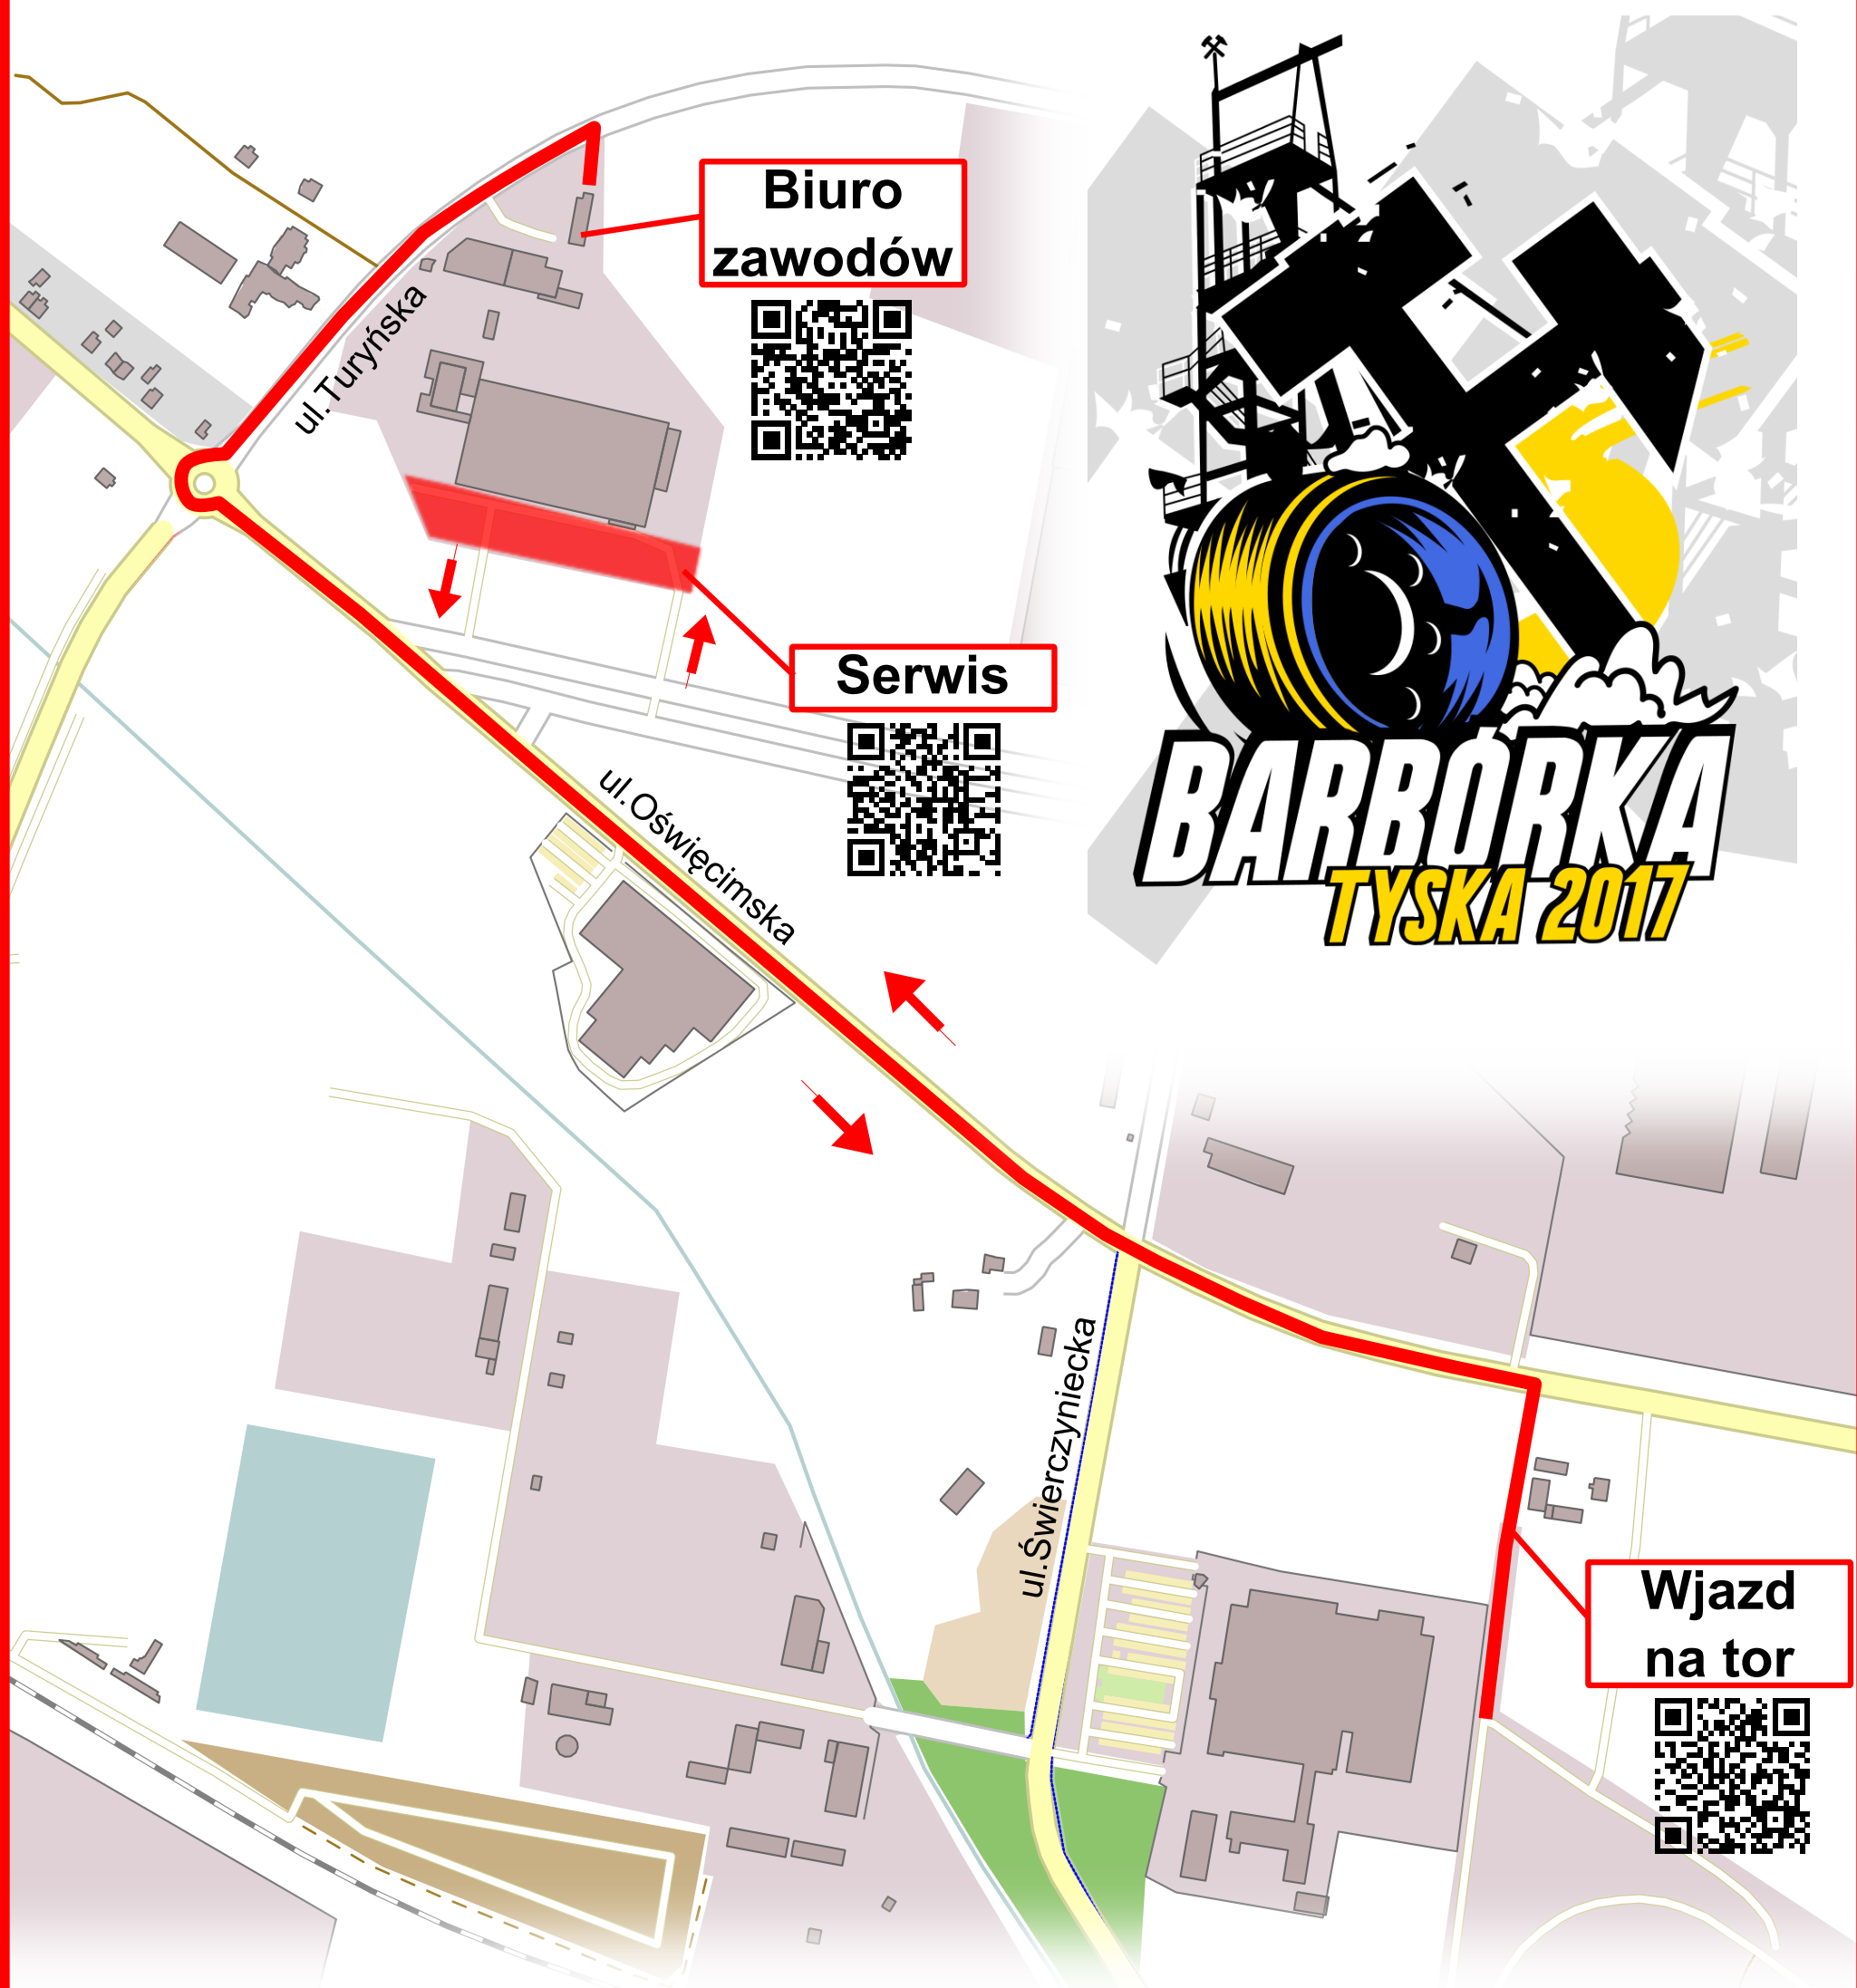 Biuro
zawodów
ul.Turyńska
Serwis
ul.Oświęcimska
BARBÓRKA
TYSKA 2017
ul.Świerczyniecka
Wjazd
na tor